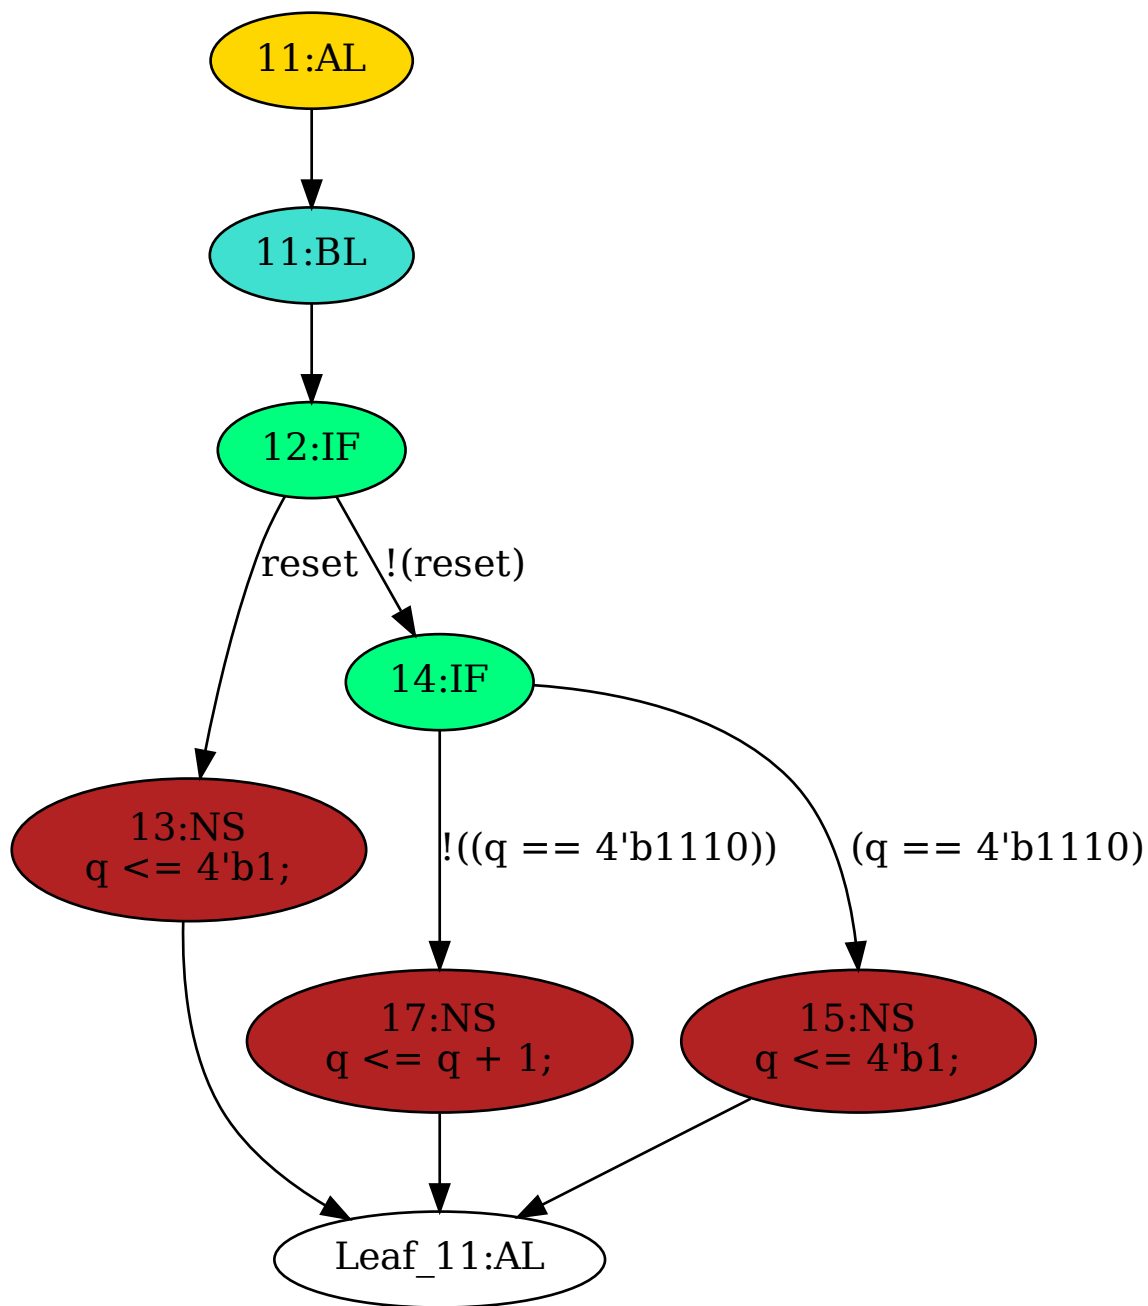 11:AL
11:BL
12:IF
reset
!(reset)
14:IF
13:NS
q <= 4'b1;
!((q == 4'b1110))
(q == 4'b1110)
17:NS
q <= q + 1;
15:NS
q <= 4'b1;
Leaf_11:AL